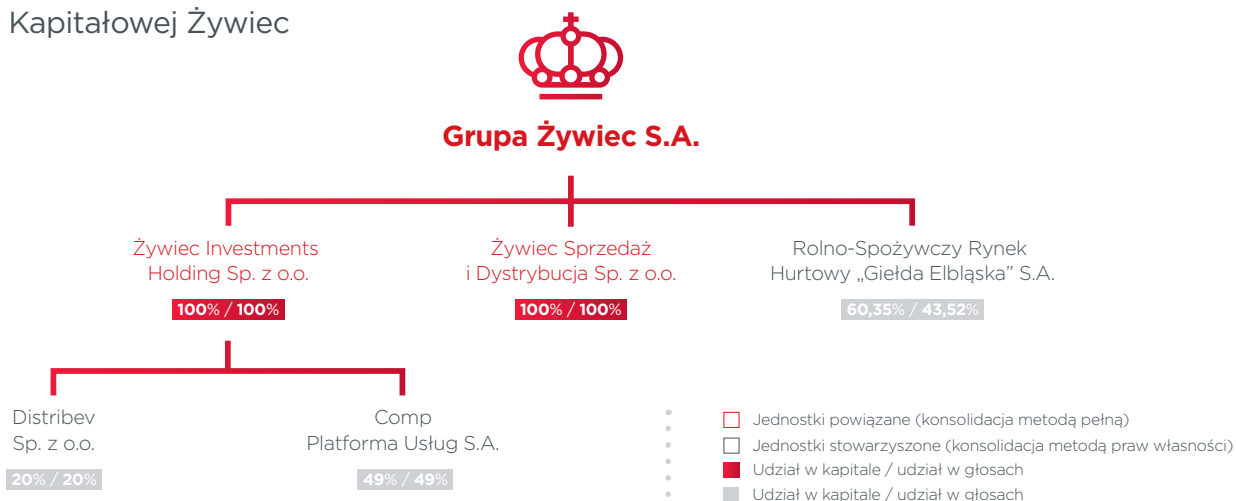 Kapitałowej Żywiec
Grupa Żywiec S.A.
Żywiec Investments
Holding Sp. z o.o.
100% / 100%
Żywiec Sprzedaż
i Dystrybucja Sp. z o.o.
100% / 100%
Rolno-Spożywczy Rynek
Hurtowy „Giełda Elbląska” S.A.
60,35% / 43,52%
Distribev
Sp. z o.o.
20% / 20%
Comp
Platforma Usług S.A.
49% / 49%
Jednostki powiązane (konsolidacja metodą pełną)
Jednostki stowarzyszone (konsolidacja metodą praw własności)
Udział w kapitale / udział w głosach
Udział w kapitale / udział w głosach